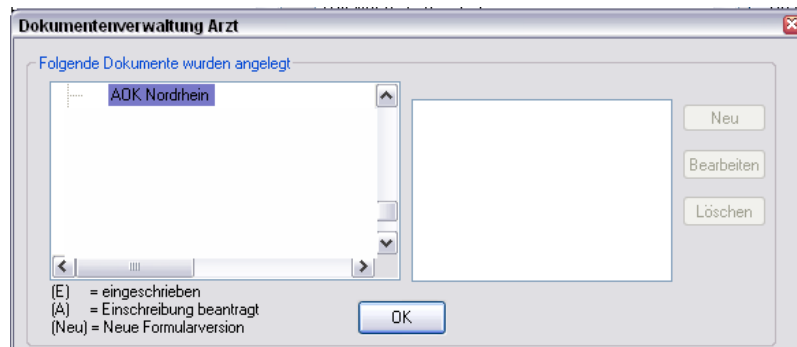 Dokumentenverwaltung Arzt
Folgende Dokumente wurden angelegt
AOK Nordrhein
Neu
Bearbeiten
Löschen
(E) = eingeschrieben
(A) = Einschreibung beantragt
(Neu) = Neue Formularversion
OK